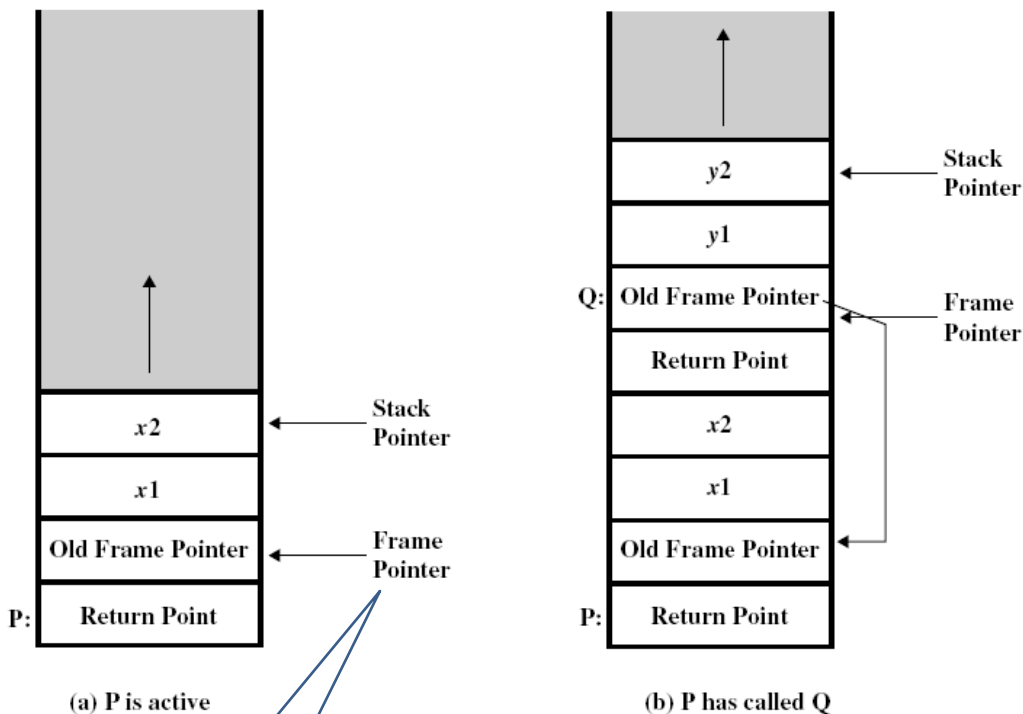 x2
Stack
Pointer
x1
Old Frame Pointer
Frame
Pointer
P:
Return Point
(a) P is active
y2
Stack
Pointer
y1
Q:
Old Frame Pointer
Frame
Pointer
Return Point
x2
x1
Old Frame Pointer
P:
Return Point
(b) P has called Q